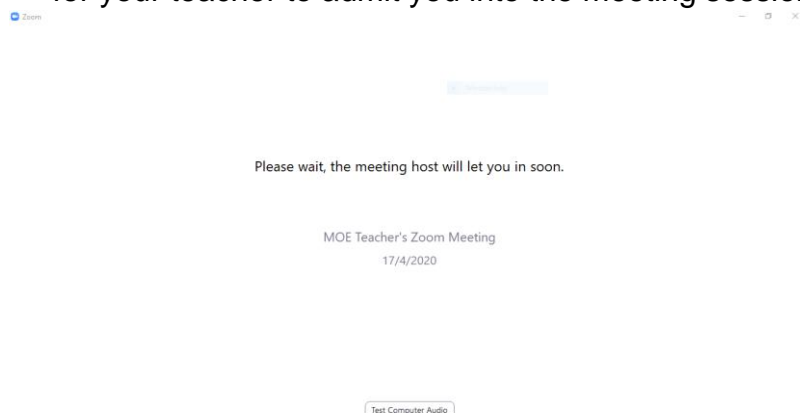 for your teacher to admit you into the meeting session
Zoom
Please wait, the meeting host will let you in soon.
MOE Teacher's Zoom Meeting
17/4/2020
Test Computer Audio